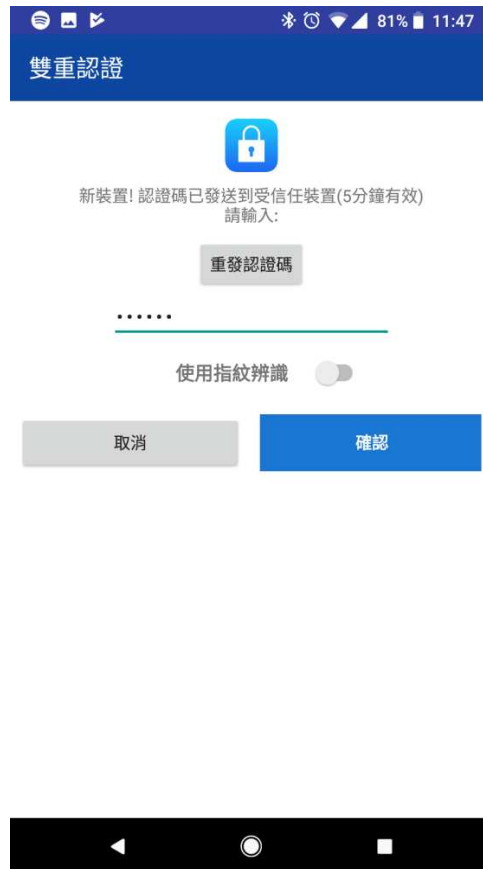 81% 11:47
雙重認證
新裝置! 認證碼已發送到受信任裝置(5分鐘有效)
請輸入:
重發認證碼
••••••
使用指紋辨識
取消 確認